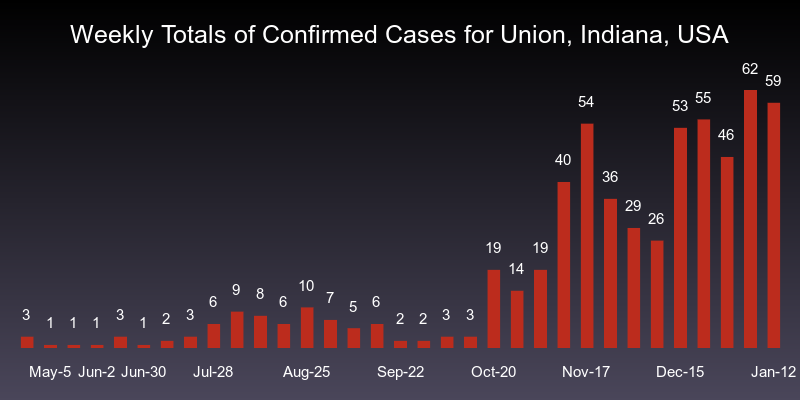 Weekly Totals of Confirmed Cases for Union, Indiana, USA
3 1 1 1 3 1 2 3 6 9 8 6 10 7 5 6 2 2 3 3 19 14 19 40 54 36 29 26 53 55 46 62 59
May-5 Jun-2 Jun-30 Jul-28 Aug-25 Sep-22 Oct-20 Nov-17 Dec-15 Jan-12